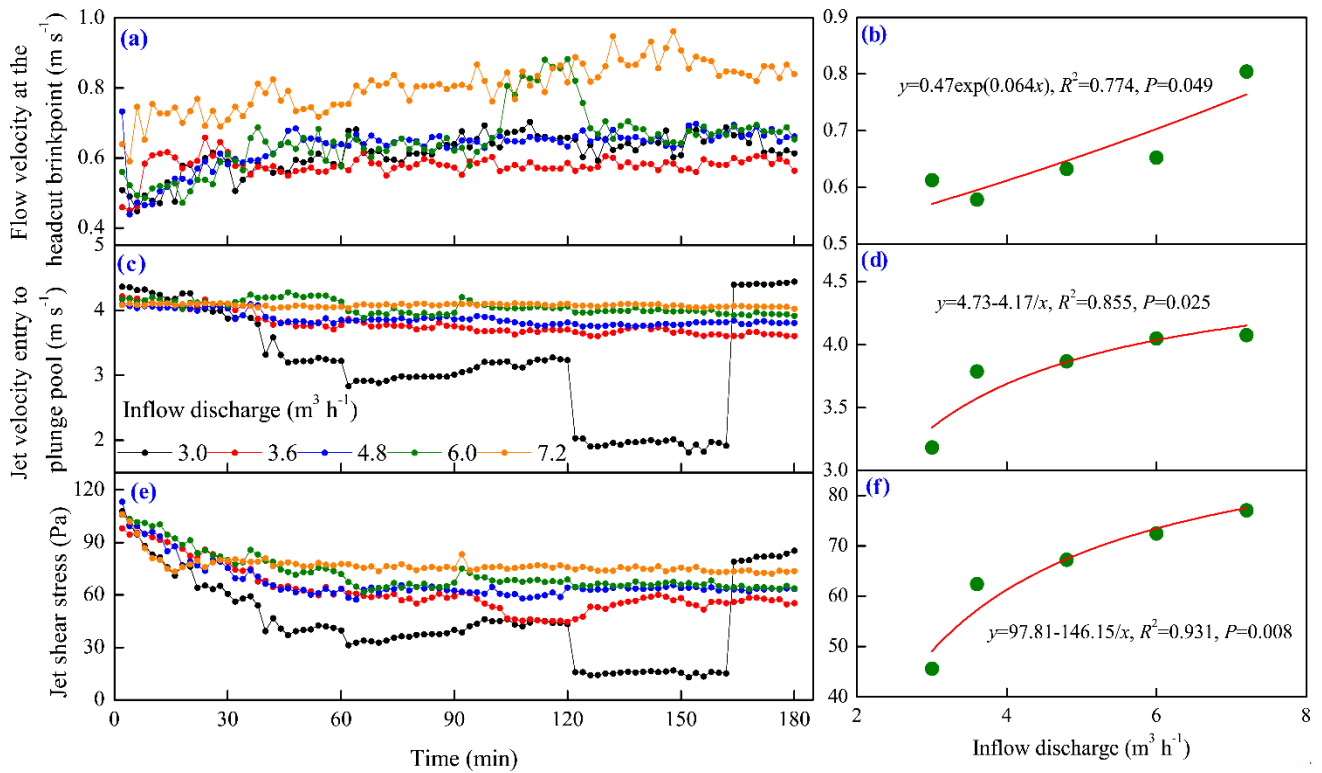 Flow velocity at the
headcut brinkpoint (m s⁻¹)
1.0
0.8
0.6
0.4
(a)
0.9
0.8
0.7
0.6
0.5
(b)
y=0.47exp(0.064x), R²=0.774, P=0.049
Jet velocity entry to
plunge pool (m s⁻¹)
5
4
3
2
(c)
Inflow discharge (m³ h⁻¹)
3.0 3.6 4.8 6.0 7.2
4.5
4.0
3.5
3.0
(d)
y=4.73-4.17/x, R²=0.855, P=0.025
Jet shear stress (Pa)
120
90
60
30
0
(e)
0 30 60 90 120 150 180
Time (min)
80
70
60
50
40
(f)
y=97.81-146.15/x, R²=0.931, P=0.008
2 4 6 8
Inflow discharge (m³ h⁻¹)